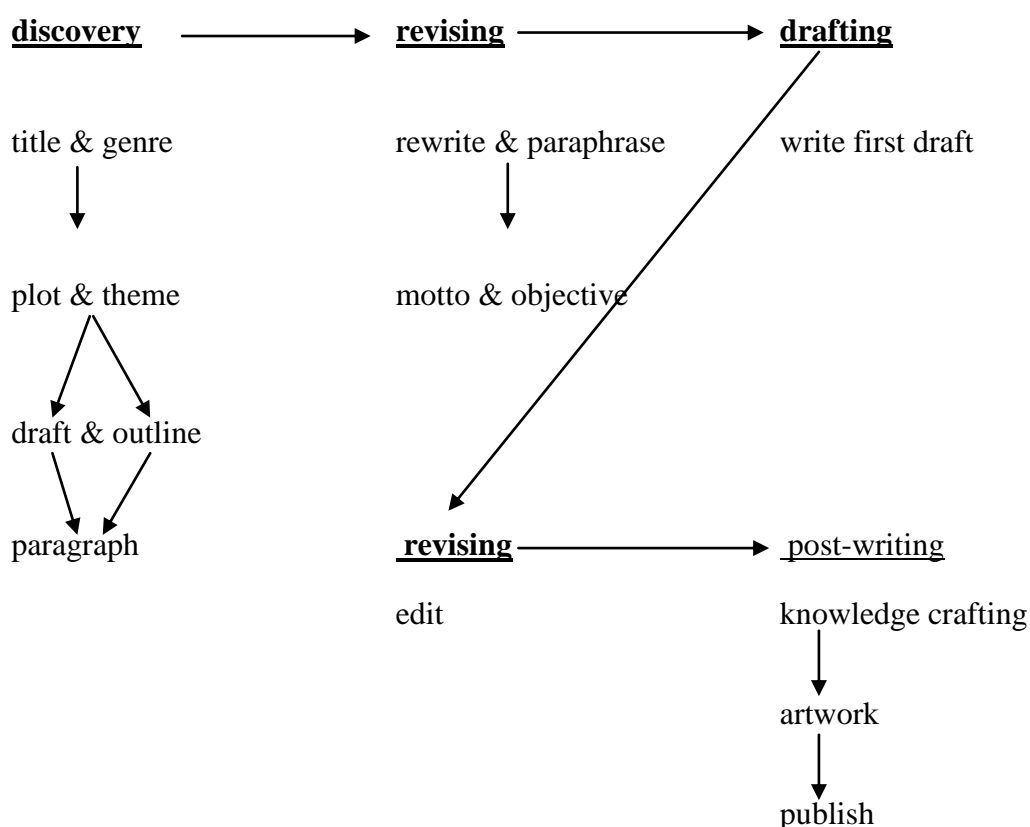 discovery revising drafting
title & genre rewrite & paraphrase write first draft
plot & theme motto & objective
draft & outline
paragraph revising post-writing
edit knowledge crafting
artwork
publish